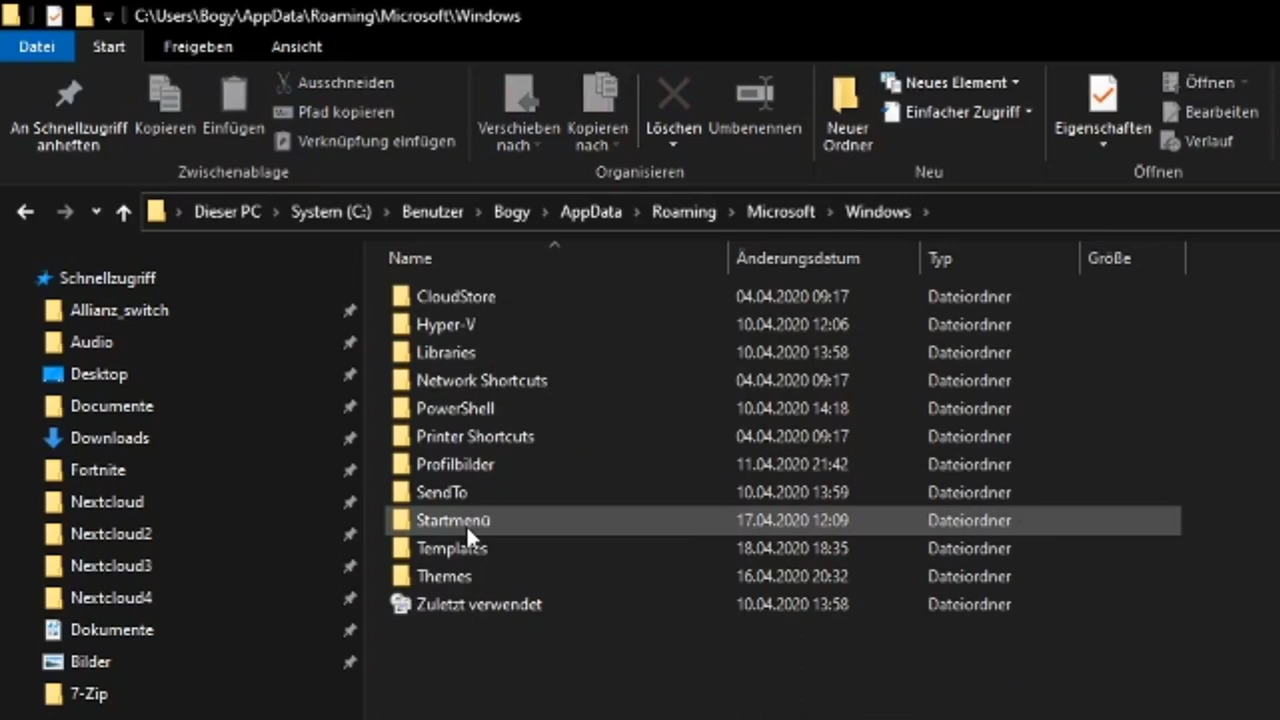 C:\Users\Bogy\AppData\Roaming\Microsoft\Windows
Datei Start Freigeben Ansicht
An Schnellzugriff anheften
Kopieren
Einfügen
Ausschneiden
Pfad kopieren
Verknüpfung einfügen
Zwischenablage
Verschieben nach
Kopieren nach
Löschen
Umbenennen
Organisieren
Neuer Ordner
Neues Element
Einfacher Zugriff
Neu
Eigenschaften
Öffnen
Bearbeiten
Verlauf
Öffnen
Dieser PC > System (C:) > Benutzer > Bogy > AppData > Roaming > Microsoft > Windows >
Schnellzugriff
Allianz_switch
Audio
Desktop
Documente
Downloads
Fortnite
Nextcloud
Nextcloud2
Nextcloud3
Nextcloud4
Dokumente
Bilder
7-Zip
Name Änderungsdatum Typ Größe
CloudStore 04.04.2020 09:17 Dateiordner
Hyper-V 10.04.2020 12:06 Dateiordner
Libraries 10.04.2020 13:58 Dateiordner
Network Shortcuts 04.04.2020 09:17 Dateiordner
PowerShell 10.04.2020 14:18 Dateiordner
Printer Shortcuts 04.04.2020 09:17 Dateiordner
Profilbilder 11.04.2020 21:42 Dateiordner
SendTo 10.04.2020 13:59 Dateiordner
Startmenü 17.04.2020 12:09 Dateiordner
Templates 18.04.2020 18:35 Dateiordner
Themes 16.04.2020 20:32 Dateiordner
Zuletzt verwendet 10.04.2020 13:58 Dateiordner